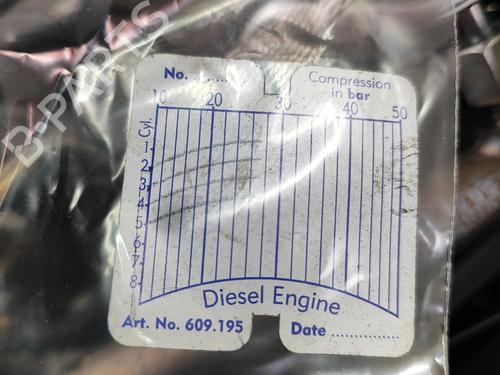 B-PARTS
No. ............
Compression
in bar
10 20 30 40 50
Cyl.
1
2
3
4
5
6
7
8
Diesel Engine
Art. No. 609.195
Date ...............